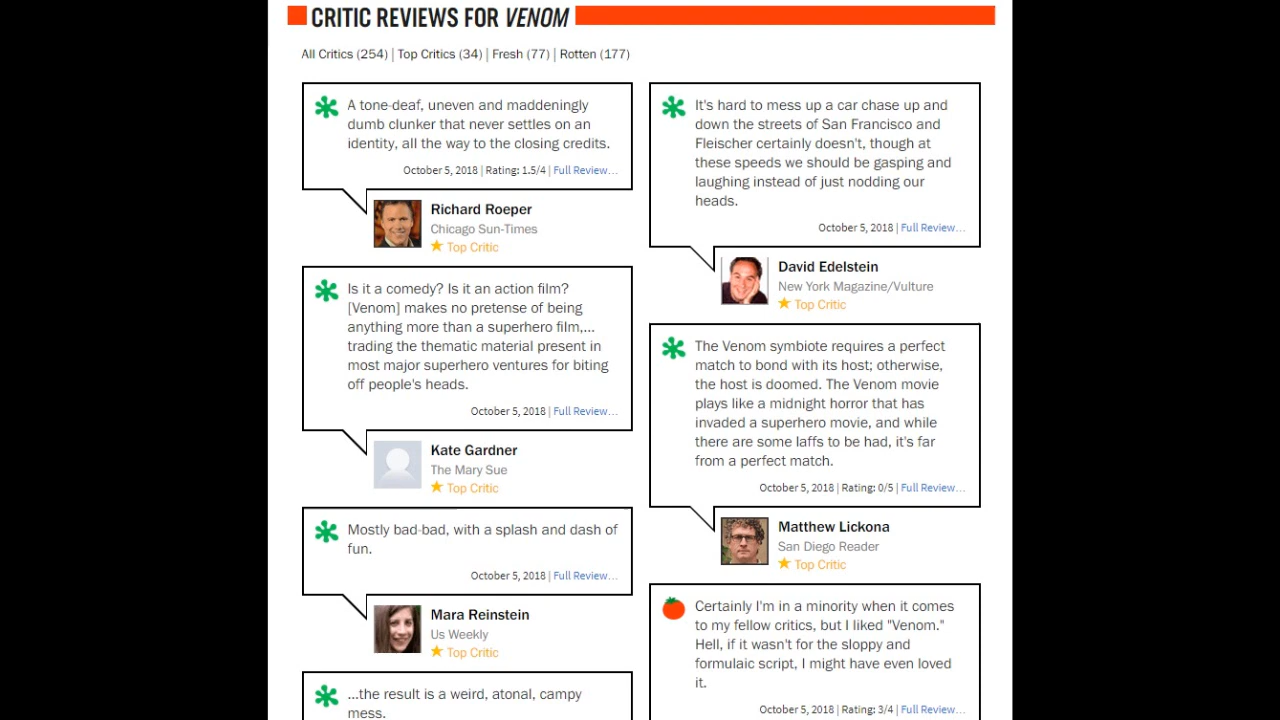 CRITIC REVIEWS FOR VENOM
All Critics (254) | Top Critics (34) | Fresh (77) | Rotten (177)
A tone-deaf, uneven and maddeningly
dumb clunker that never settles on an
identity, all the way to the closing credits.
October 5, 2018 | Rating: 1.5/4 | Full Review...
Richard Roeper
Chicago Sun-Times
Top Critic
Is it a comedy? Is it an action film?
[Venom] makes no pretense of being
anything more than a superhero film,...
trading the thematic material present in
most major superhero ventures for biting
off people's heads.
October 5, 2018 | Full Review...
Kate Gardner
The Mary Sue
Top Critic
Mostly bad-bad, with a splash and dash of
fun.
October 5, 2018 | Full Review...
Mara Reinstein
Us Weekly
Top Critic
...the result is a weird, atonal, campy
mess.
It's hard to mess up a car chase up and
down the streets of San Francisco and
Fleischer certainly doesn't, though at
these speeds we should be gasping and
laughing instead of just nodding our
heads.
October 5, 2018 | Full Review...
David Edelstein
New York Magazine/Vulture
Top Critic
The Venom symbiote requires a perfect
match to bond with its host; otherwise,
the host is doomed. The Venom movie
plays like a midnight horror that has
invaded a superhero movie, and while
there are some laffs to be had, it's far
from a perfect match.
October 5, 2018 | Rating: 0/5 | Full Review...
Matthew Lickona
San Diego Reader
Top Critic
Certainly I'm in a minority when it comes
to my fellow critics, but I liked "Venom."
Hell, if it wasn't for the sloppy and
formulaic script, I might have even loved
it.
October 5, 2018 | Rating: 3/4 | Full Review...